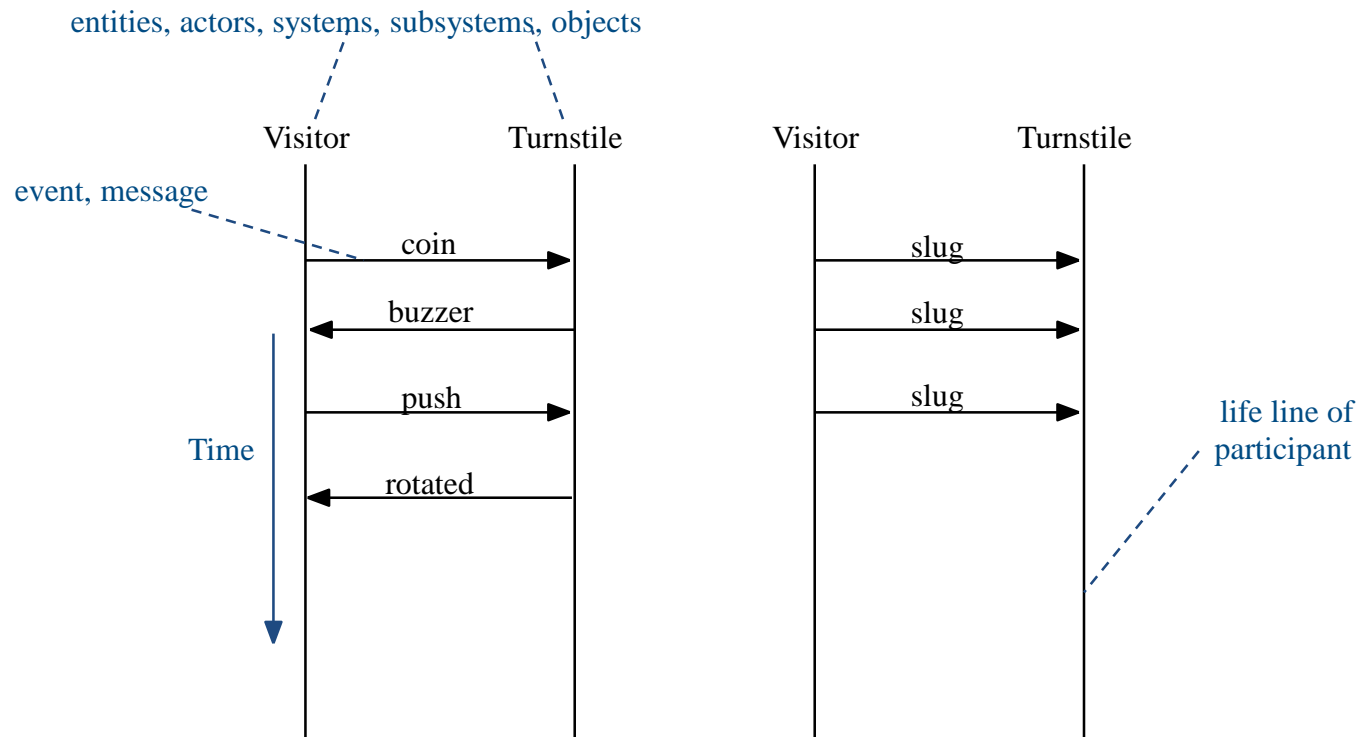 entities, actors, systems, subsystems, objects
Visitor
Turnstile
Visitor
Turnstile
event, message
coin
slug
buzzer
slug
push
slug
life line of
participant
Time
rotated